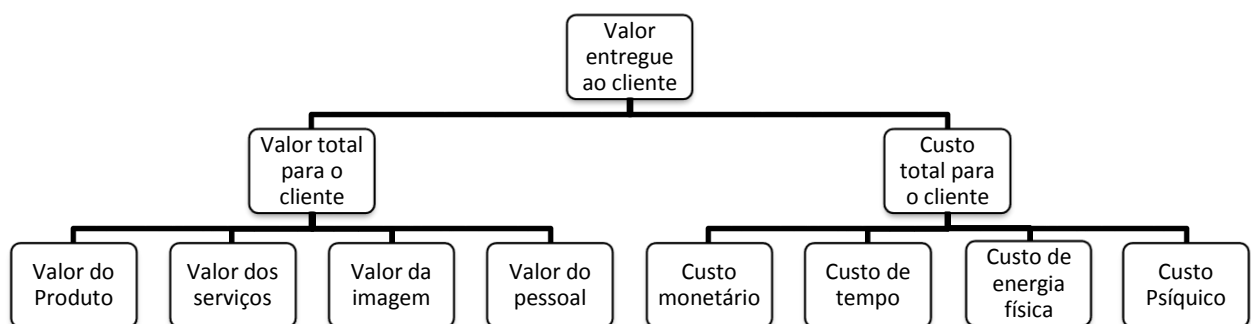 Valor
entregue
ao cliente
Valor total
para o
cliente
Custo
total para
o cliente
Valor do
Produto
Valor dos
serviços
Valor da
imagem
Valor do
pessoal
Custo
monetário
Custo de
tempo
Custo de
energia
física
Custo
Psíquico